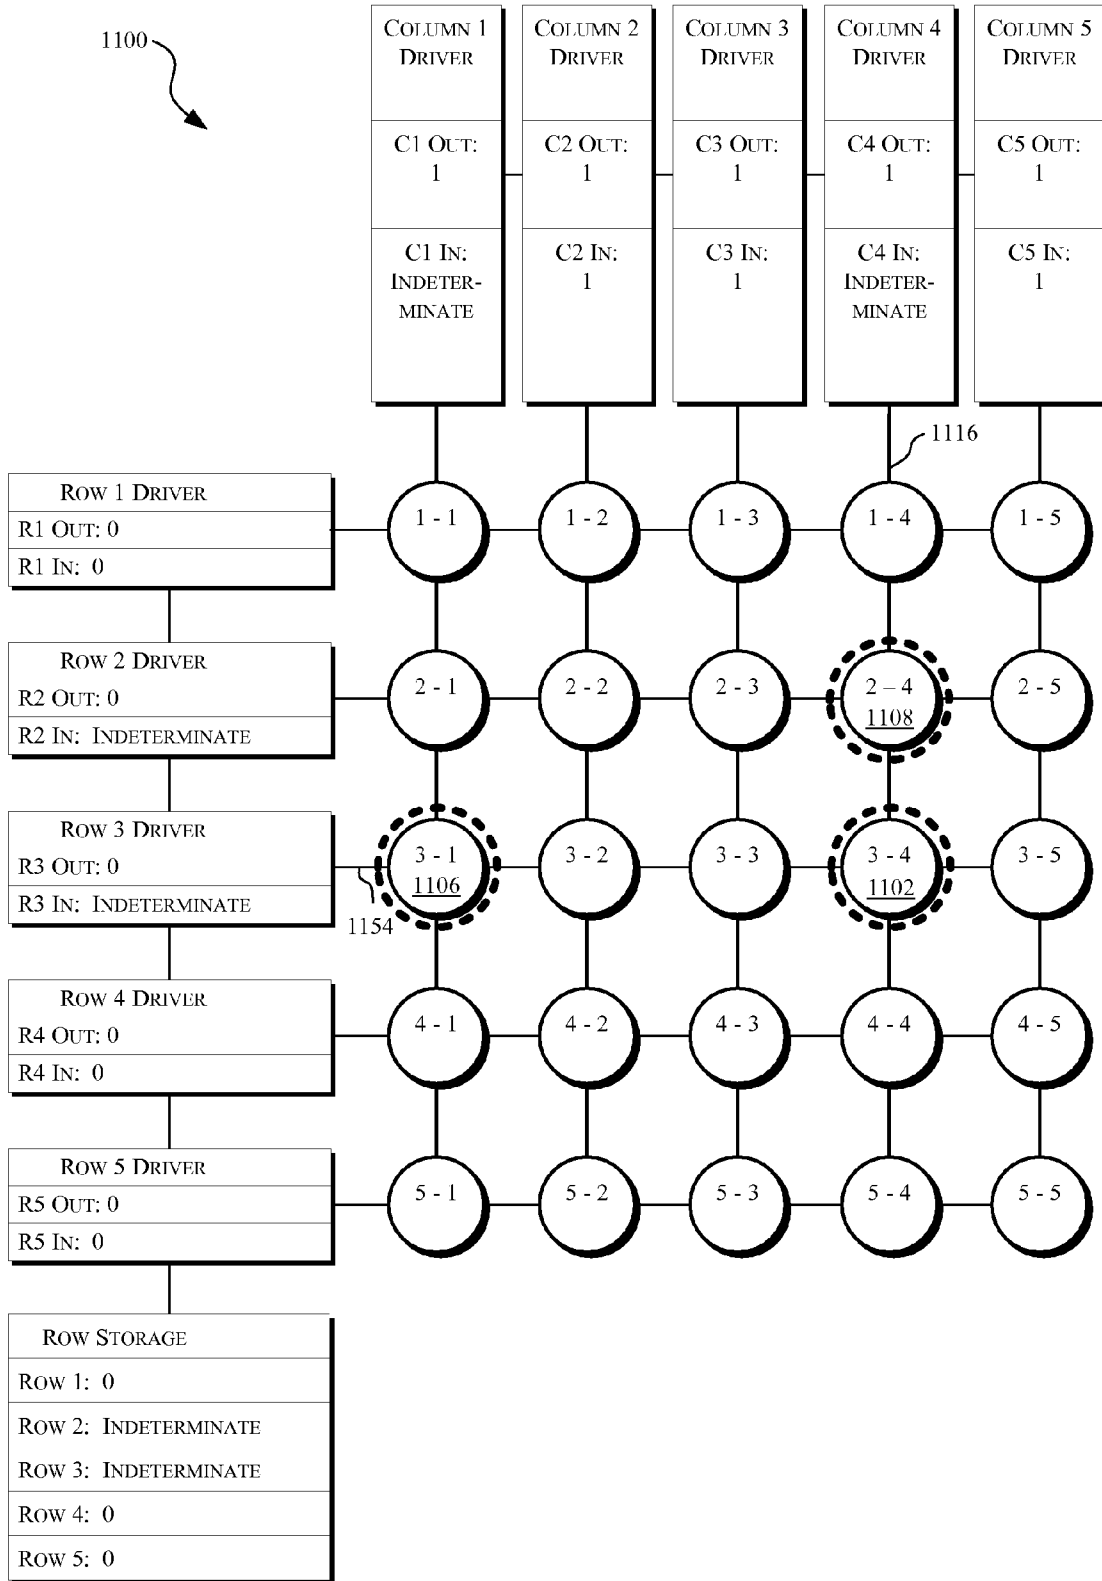 1100
COLUMN 1
DRIVER
C1 OUT:
1
C1 IN:
INDETER-
MINATE
COLUMN 2
DRIVER
C2 OUT:
1
C2 IN:
1
COLUMN 3
DRIVER
C3 OUT:
1
C3 IN:
1
COLUMN 4
DRIVER
C4 OUT:
1
C4 IN:
INDETER-
MINATE
COLUMN 5
DRIVER
C5 OUT:
1
C5 IN:
1
1116
ROW 1 DRIVER
R1 OUT: 0
R1 IN: 0
1 - 1
1 - 2
1 - 3
1 - 4
1 - 5
ROW 2 DRIVER
R2 OUT: 0
R2 IN: INDETERMINATE
2 - 1
2 - 2
2 - 3
2 – 4
1108
2 - 5
ROW 3 DRIVER
R3 OUT: 0
R3 IN: INDETERMINATE
1154
3 - 1
1106
3 - 2
3 - 3
3 - 4
1102
3 - 5
ROW 4 DRIVER
R4 OUT: 0
R4 IN: 0
4 - 1
4 - 2
4 - 3
4 - 4
4 - 5
ROW 5 DRIVER
R5 OUT: 0
R5 IN: 0
5 - 1
5 - 2
5 - 3
5 - 4
5 - 5
ROW STORAGE
ROW 1: 0
ROW 2: INDETERMINATE
ROW 3: INDETERMINATE
ROW 4: 0
ROW 5: 0